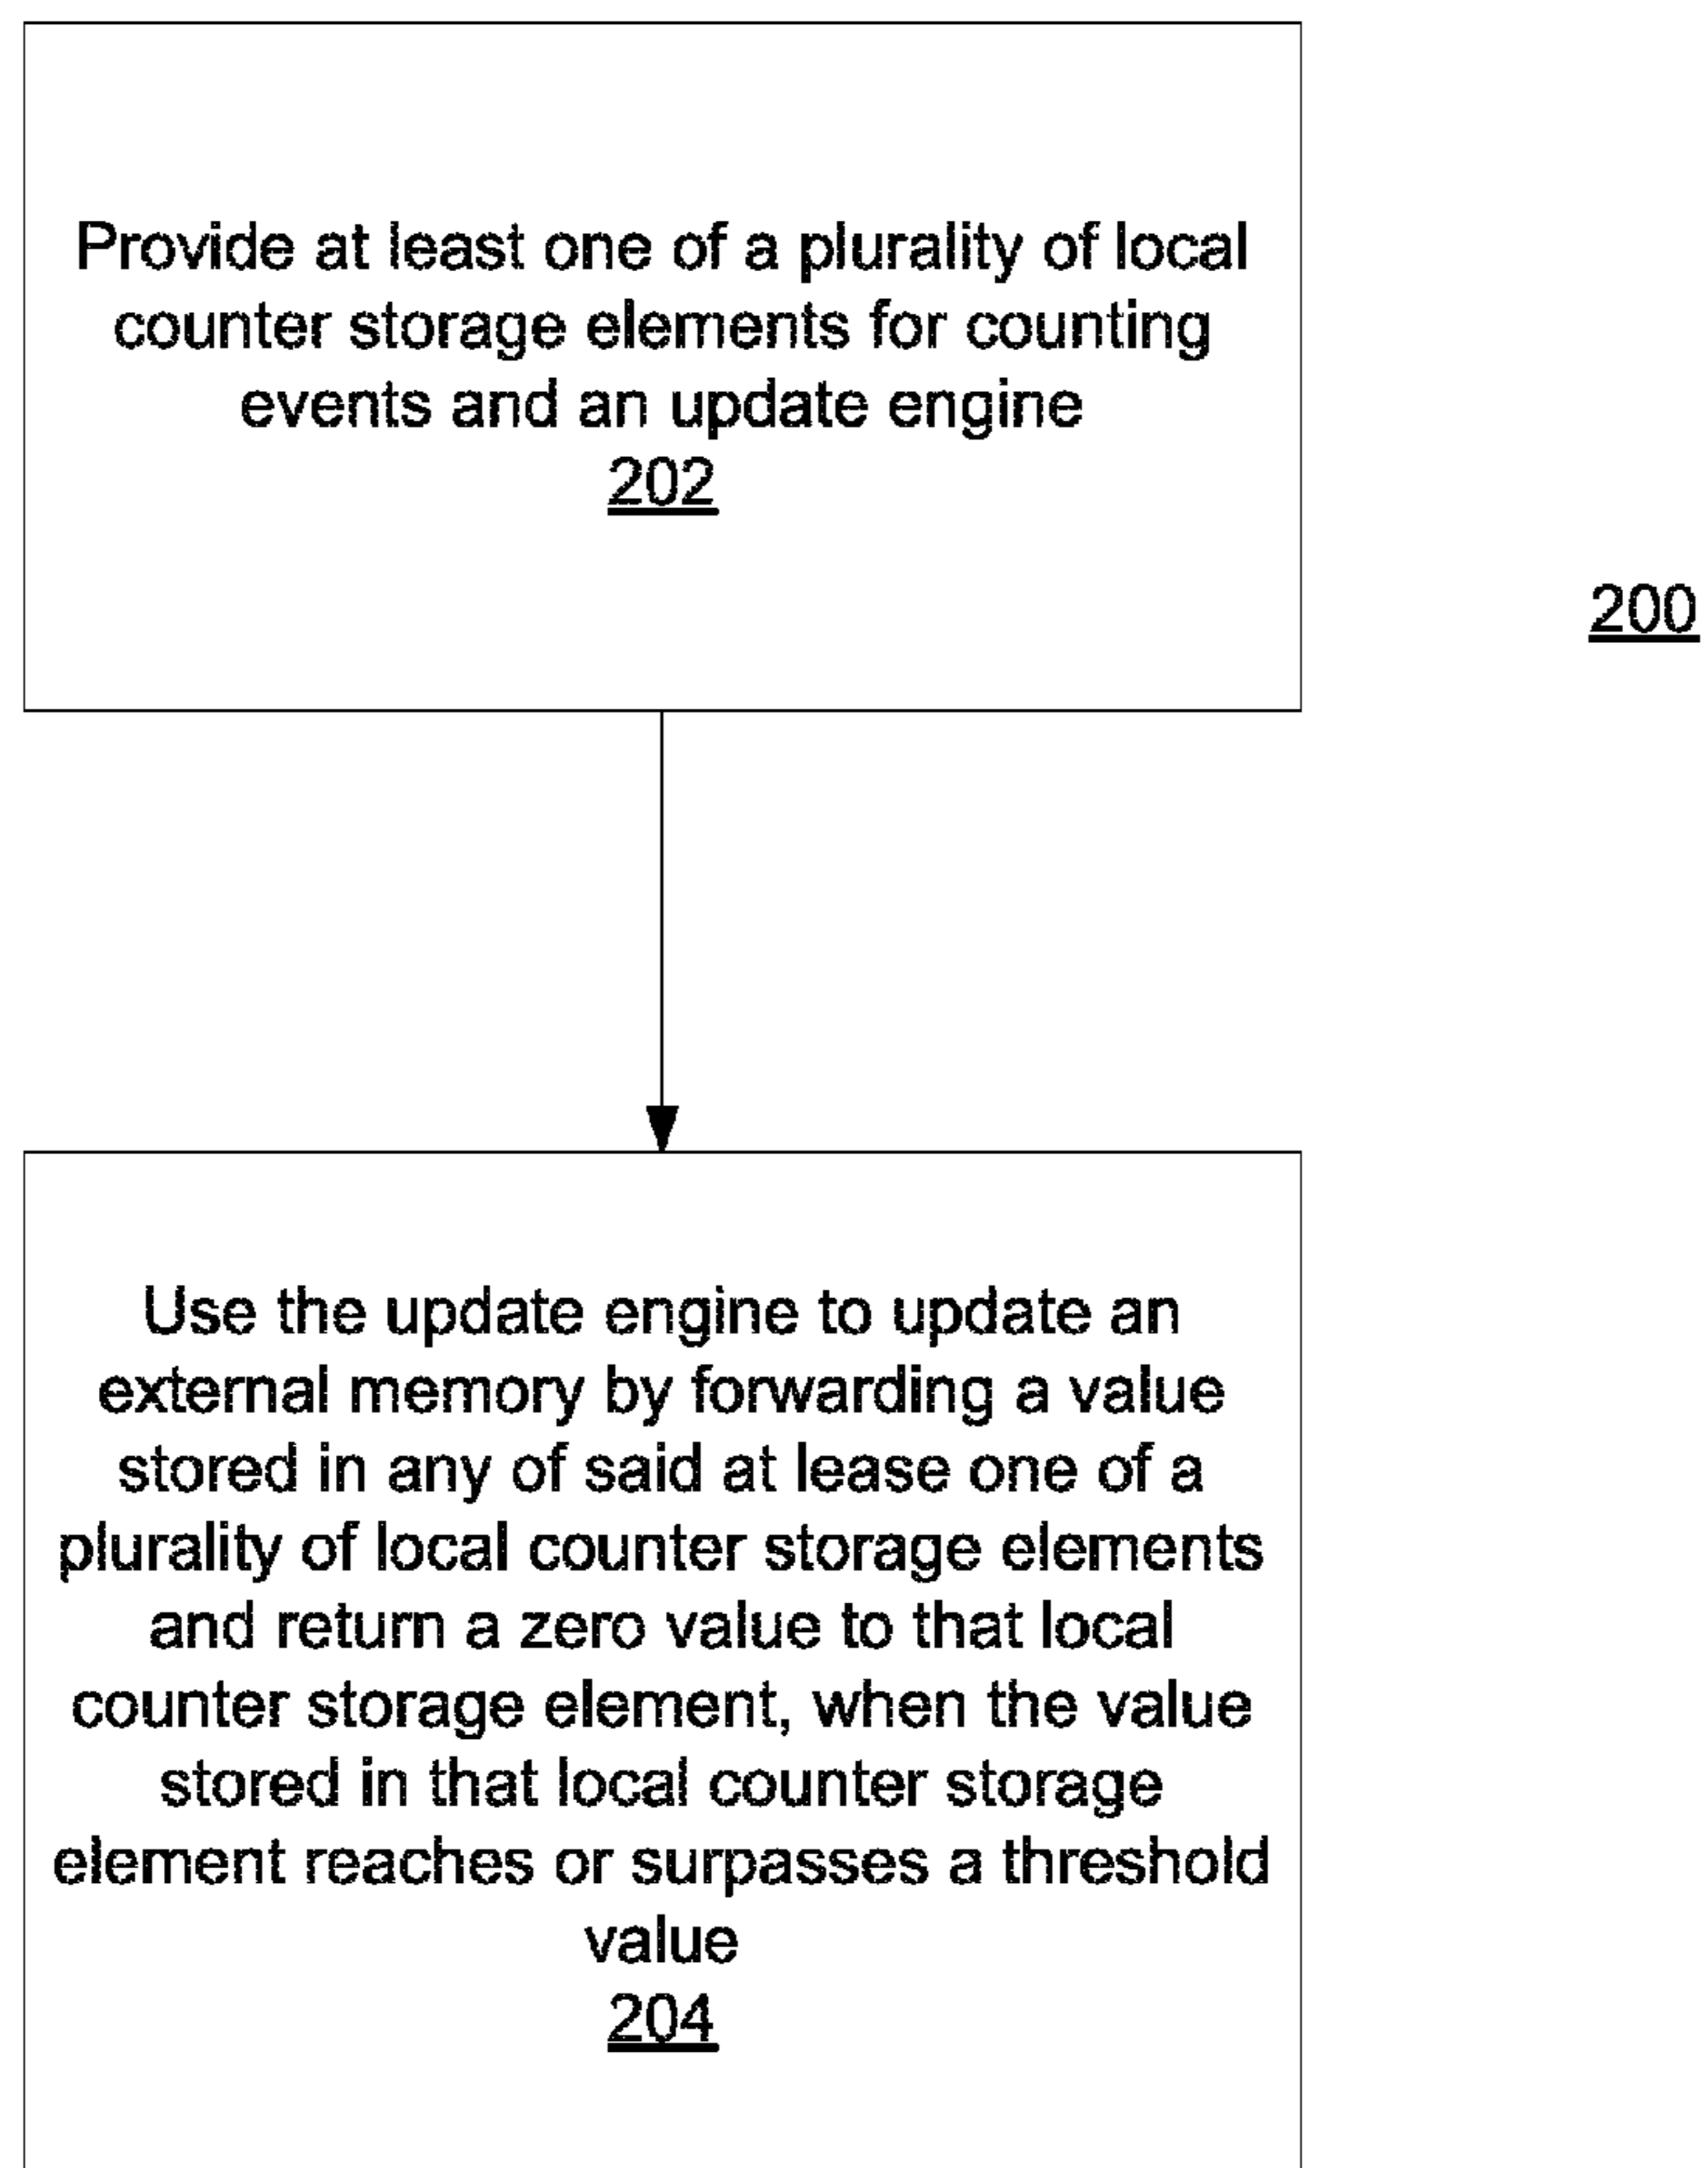 Provide at least one of a plurality of local
counter storage elements for counting
events and an update engine
202
200
Use the update engine to update an
external memory by forwarding a value
stored in any of said at lease one of a
plurality of local counter storage elements
and return a zero value to that local
counter storage element, when the value
stored in that local counter storage
element reaches or surpasses a threshold
value
204